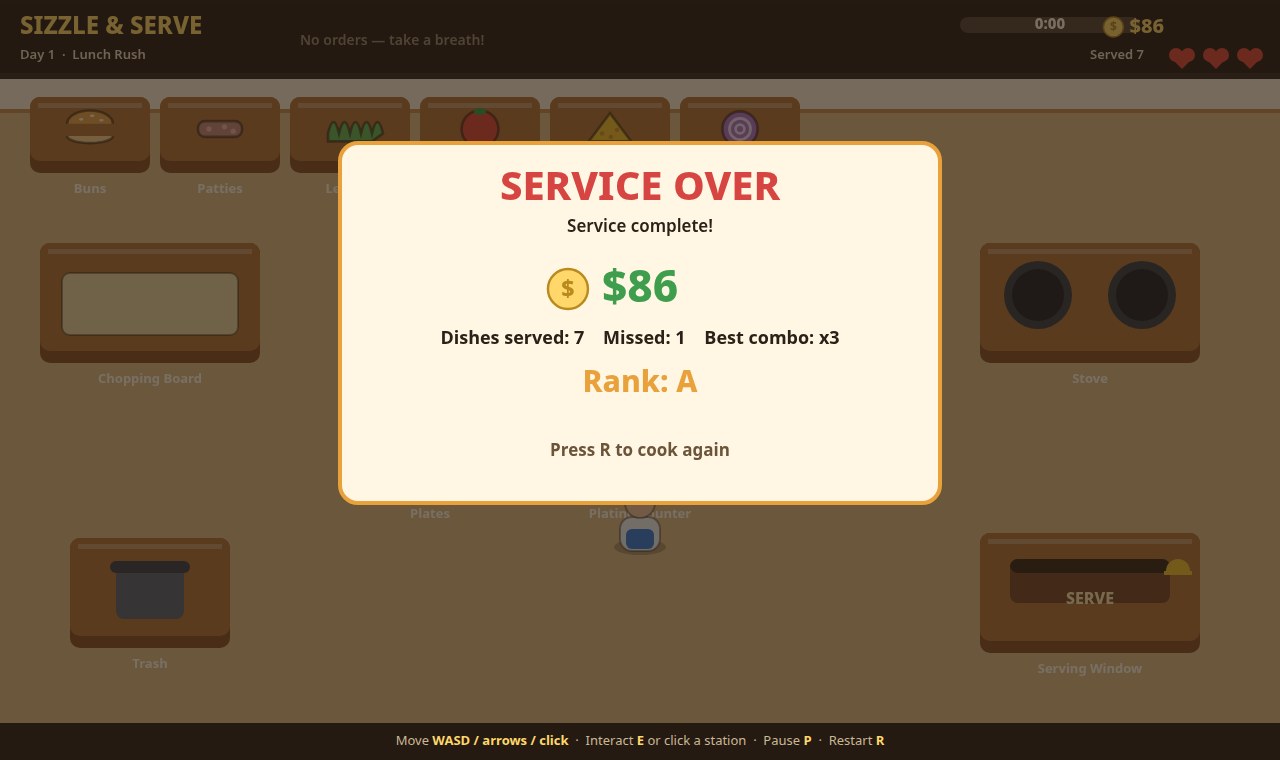 SIZZLE & SERVE
Day 1 · Lunch Rush
No orders — take a breath!
0:00
$ $86
Served 7
Buns
Patties
SERVICE OVER
Service complete!
$ $86
Dishes served: 7 Missed: 1 Best combo: x3
Rank: A
Press R to cook again
Chopping Board
Stove
Plates
Trash
SERVE
Serving Window
Move WASD / arrows / click · Interact E or click a station · Pause P · Restart R